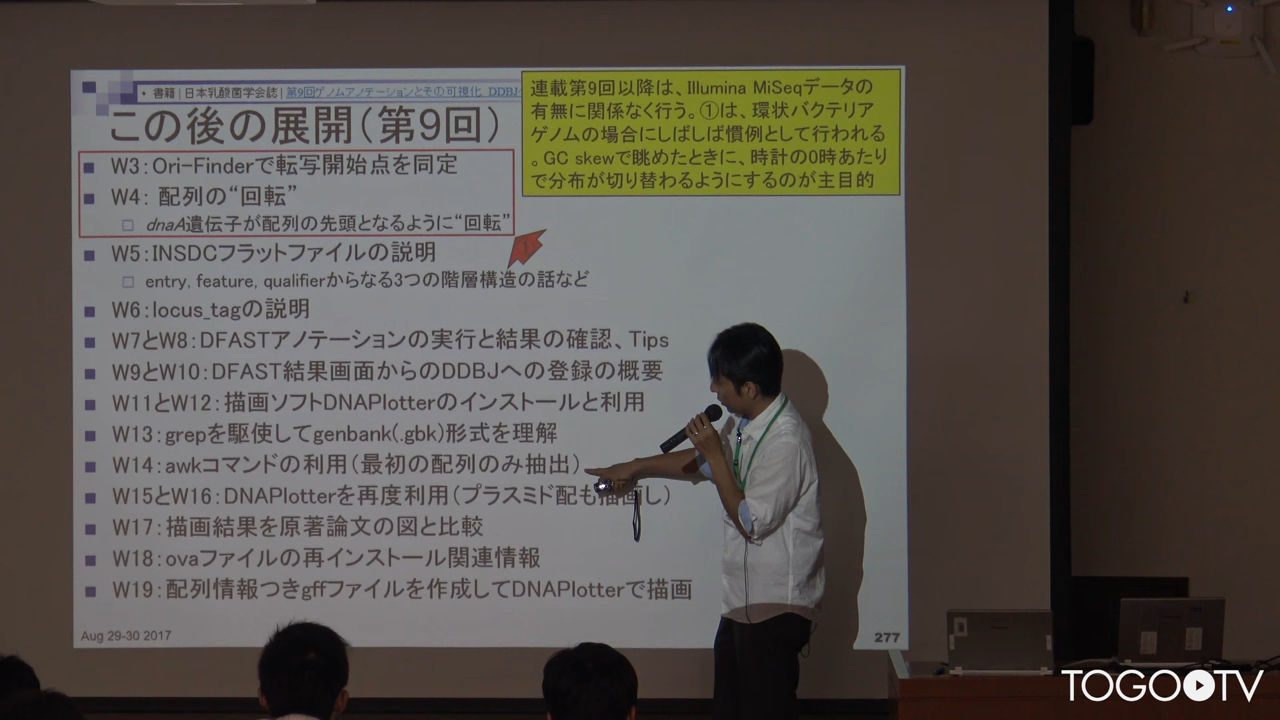 ・ 書籍 | 日本乳酸菌学会誌 | 第9回ゲノムアノテーションとその可視化、DDBJ
この後の展開(第9回)
連載第9回以降は、Illumina MiSeqデータの
有無に関係なく行う。①は、環状バクテリア
ゲノムの場合にしばしば慣例として行われる
。GC skewで眺めたときに、時計の0時あたり
で分布が切り替わるようにするのが主目的
W3:Ori-Finderで転写開始点を同定
W4: 配列の“回転”
dnaA遺伝子が配列の先頭となるように“回転”
W5:INSDCフラットファイルの説明
entry, feature, qualifierからなる3つの階層構造の話など
W6:locus_tagの説明
W7とW8:DFASTアノテーションの実行と結果の確認、Tips
W9とW10:DFAST結果画面からのDDBJへの登録の概要
W11とW12:描画ソフトDNAPlotterのインストールと利用
W13:grepを駆使してgenbank(.gbk)形式を理解
W14:awkコマンドの利用(最初の配列のみ抽出)
W15とW16:DNAPlotterを再度利用(プラスミド配も描画し)
W17:描画結果を原著論文の図と比較
W18:ovaファイルの再インストール関連情報
W19:配列情報つきgffファイルを作成してDNAPlotterで描画
Aug 29-30 2017
277
TOGO TV